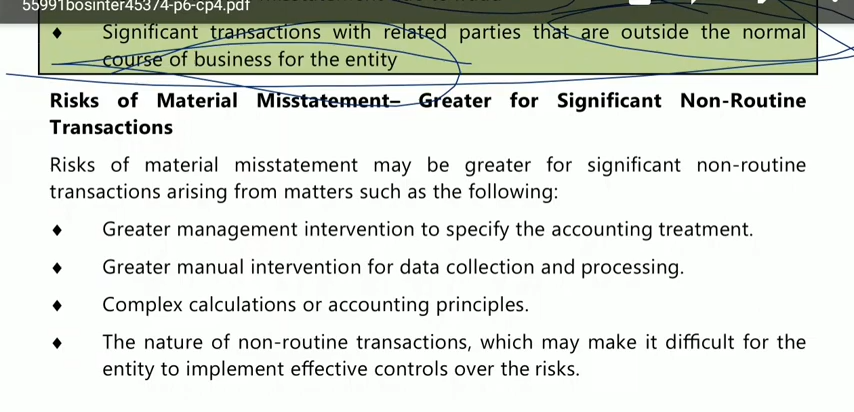 55991bosinter45374-p6-cp4.pdf
♦ Significant transactions with related parties that are outside the normal
course of business for the entity
Risks of Material Misstatement– Greater for Significant Non-Routine
Transactions
Risks of material misstatement may be greater for significant non-routine
transactions arising from matters such as the following:
♦ Greater management intervention to specify the accounting treatment.
♦ Greater manual intervention for data collection and processing.
♦ Complex calculations or accounting principles.
♦ The nature of non-routine transactions, which may make it difficult for the
entity to implement effective controls over the risks.